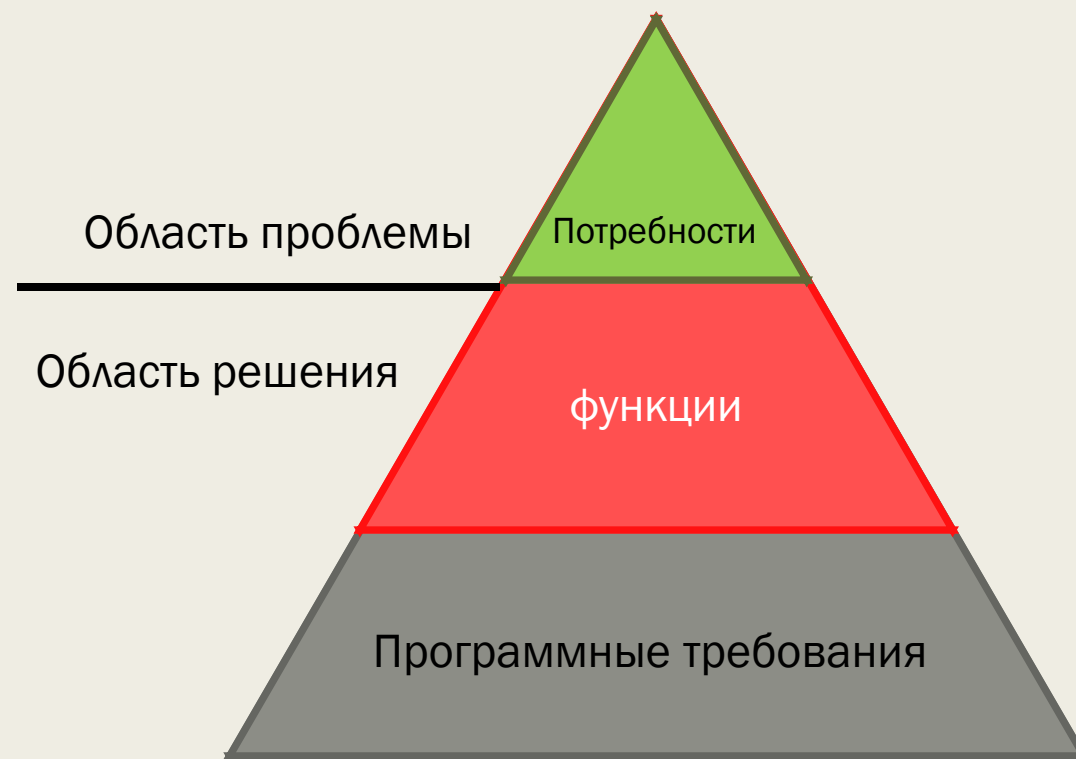 Область проблемы
Потребности
Область решения
функции
Программные требования